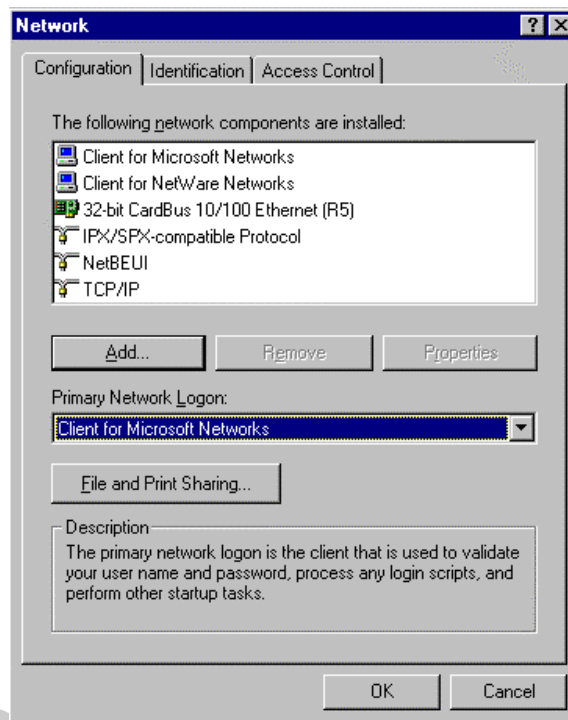 Network
Configuration Identification Access Control
The following network components are installed:
Client for Microsoft Networks
Client for NetWare Networks
32-bit CardBus 10/100 Ethernet (R5)
IPX/SPX-compatible Protocol
NetBEUI
TCP/IP
Add... Remove Properties
Primary Network Logon:
Client for Microsoft Networks
File and Print Sharing...
Description
The primary network logon is the client that is used to validate
your user name and password, process any login scripts, and
perform other startup tasks.
OK Cancel